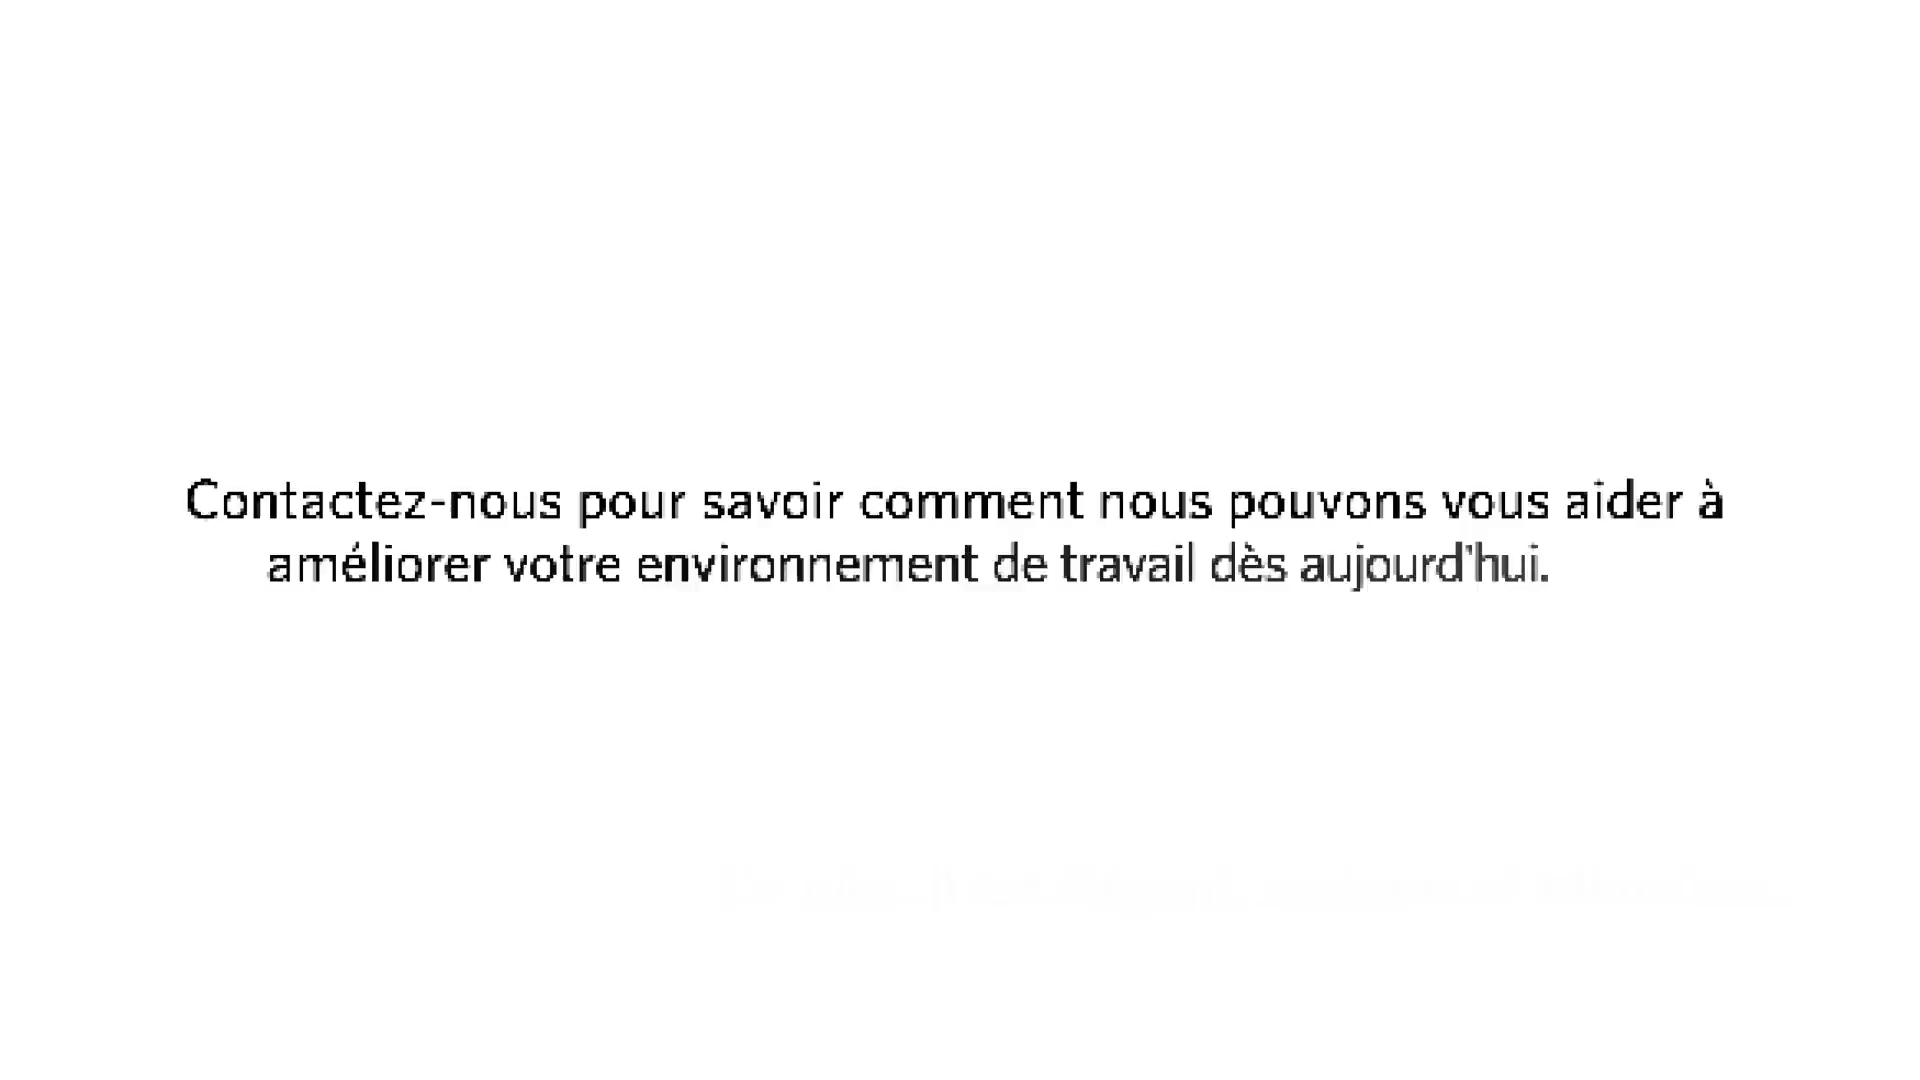 Contactez-nous pour savoir comment nous pouvons vous aider à
améliorer votre environnement de travail dès aujourd'hui.